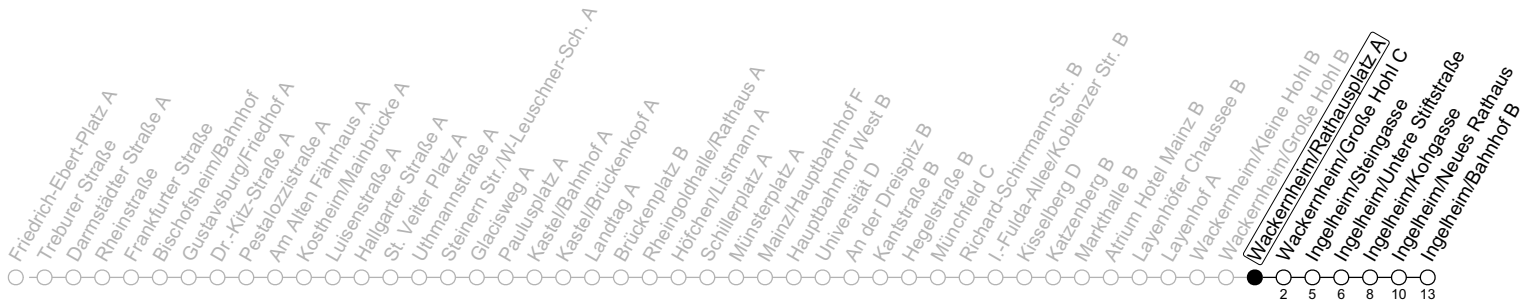 Friedrich-Ebert-Platz A
Treburer Straße
Darmstädter Straße A
Rheinstraße
Frankfurter Straße
Bischofsheim/Bahnhof
Gustavsburg/Friedhof A
Dr.-Kitz-Straße A
Pestalozzistraße A
Am Alten Fährhaus A
Kostheim/Mainbrücke A
Luisenstraße A
Hallgarter Straße A
St. Veiter Platz A
Uthmannstraße A
Steinern Str./W-Leuschner-Sch. A
Glacisweg A
Paulusplatz A
Kastel/Bahnhof A
Kastel/Brückenkopf A
Landtag A
Brückenplatz B
Rheingoldhalle/Rathaus A
Höfchen/Listmann A
Schillerplatz A
Münsterplatz A
Mainz/Hauptbahnhof F
Hauptbahnhof West B
Universität D
An der Dreispitz B
Kantstraße B
Hegelstraße B
Münchfeld C
Richard-Schirrmann-Str. B
I.-Fulda-Allee/Koblenzer Str. B
Kisselberg D
Katzenberg B
Markthalle B
Atrium Hotel Mainz B
Layenhöfer Chaussee B
Layenhof A
Wackernheim/Kleine Hohl B
Wackernheim/Große Hohl B
Wackernheim/Rathausplatz A
Wackernheim/Große Hohl C
Ingelheim/Steingasse
Ingelheim/Untere Stiftstraße
Ingelheim/Rohgasse
Ingelheim/Neues Rathaus
Ingelheim/Bahnhof B
2 5 6 8 10 13